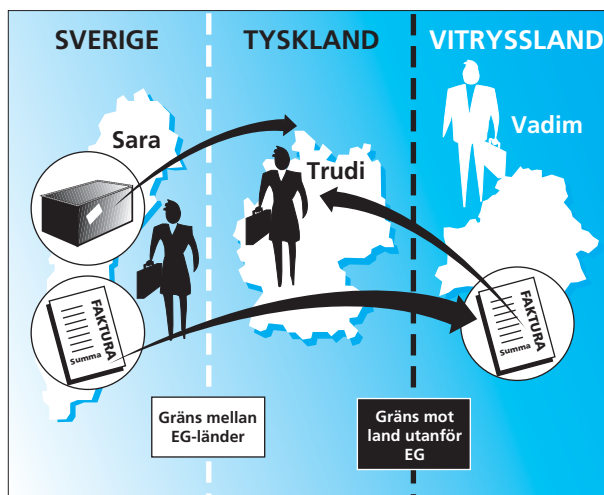 SVERIGE
TYSKLAND
VITRYSSLAND
Sara
Trudi
Vadim
FAKTURA
Summa
FAKTURA
Summa
Gräns mellan
EG-länder
Gräns mot
land utanför
EG